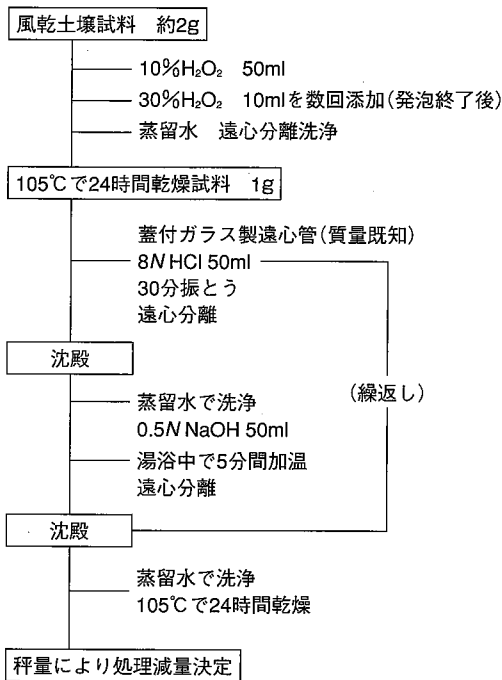 風乾土壌試料 約2g
10%H₂O₂ 50ml
30%H₂O₂ 10mlを数回添加(発泡終了後)
蒸留水 遠心分離洗浄
105℃で24時間乾燥試料 1g
蓋付ガラス製遠心管(質量既知)
8N HCl 50ml
30分振とう
遠心分離
沈殿
(繰返し)
蒸留水で洗浄
0.5N NaOH 50ml
湯浴中で5分間加温
遠心分離
沈殿
蒸留水で洗浄
105℃で24時間乾燥
秤量により処理減量決定